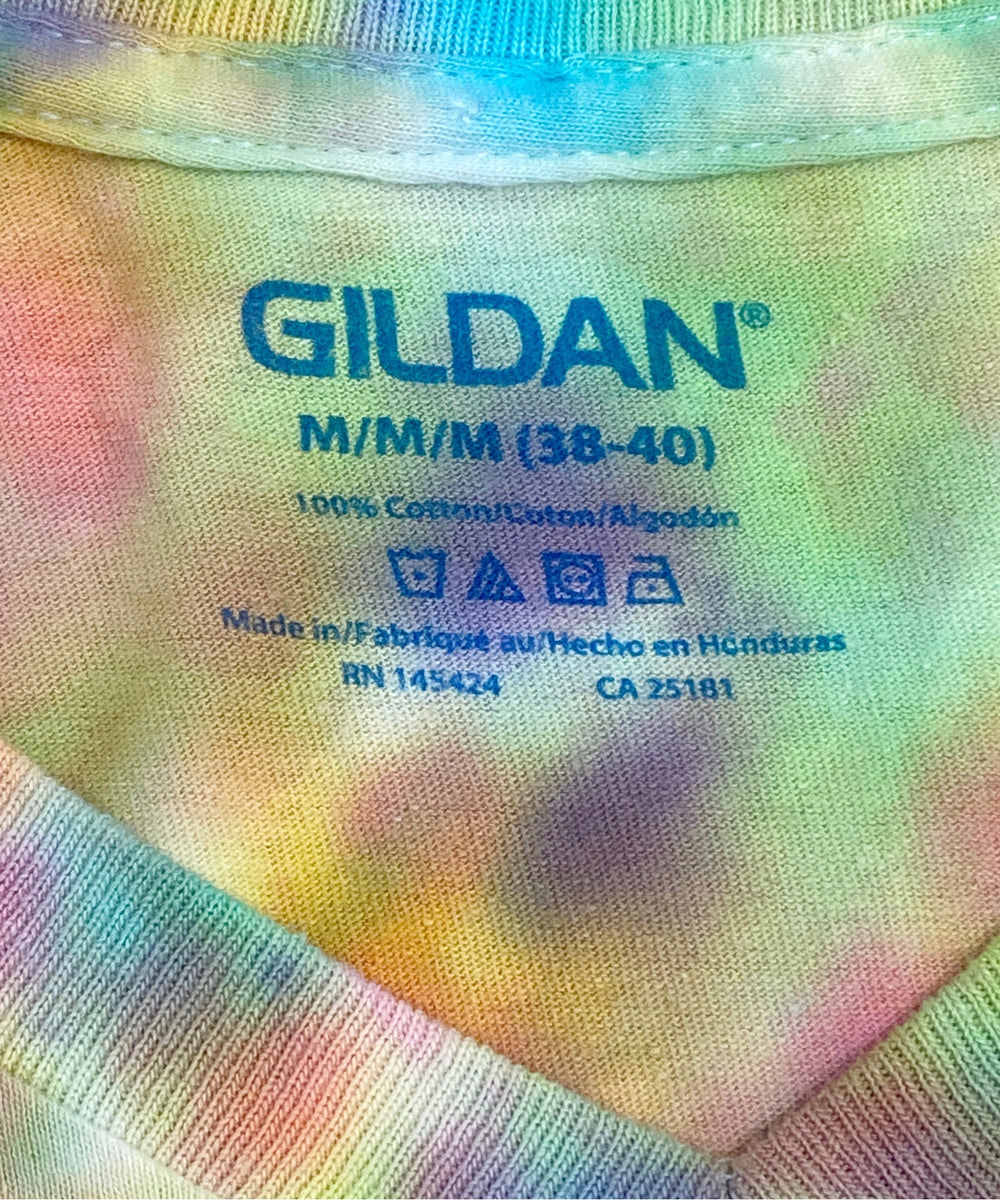 GILDAN®
M/M/M (38-40)
100% Cotton/Coton/Algodón
Made in/Fabriqué au/Hecho en Honduras
RN 145424 CA 25181